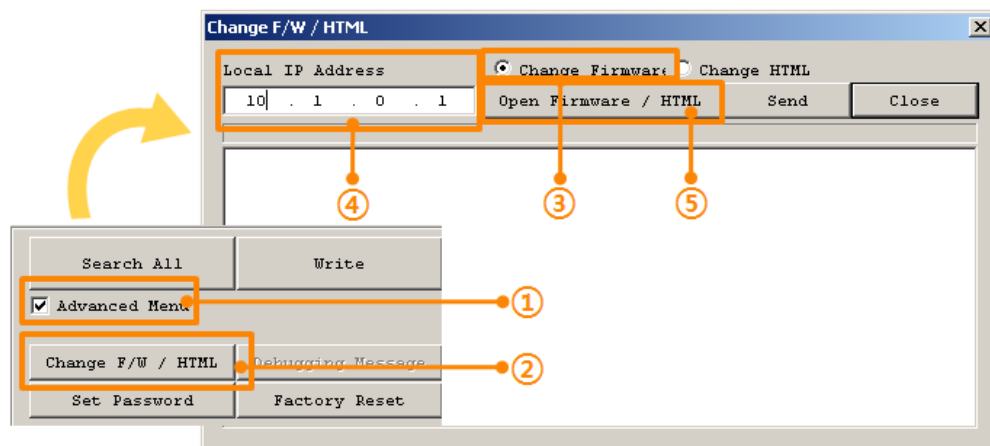 Change F/W / HTML
Local IP Address
Change Firmware Change HTML
10 . 1 . 0 . 1
Open Firmware / HTML Send Close
④ ③ ⑤
Search All Write
Advanced Menu
①
Change F/W / HTML Debugging Message
②
Set Password Factory Reset